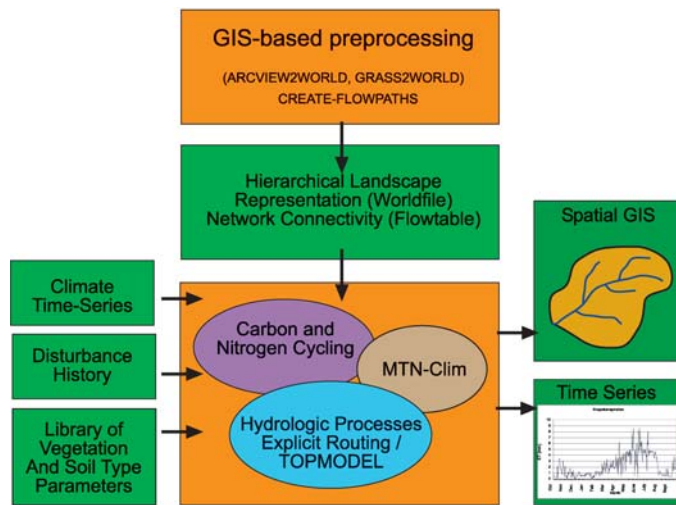 GIS-based preprocessing
(ARCVIEW2WORLD, GRASS2WORLD)
CREATE-FLOWPATHS
Hierarchical Landscape
Representation (Worldfile)
Network Connectivity (Flowtable)
Climate
Time-Series
Disturbance
History
Library of
Vegetation
And Soil Type
Parameters
Carbon and
Nitrogen Cycling
MTN-Clim
Hydrologic Processes
Explicit Routing /
TOPMODEL
Spatial GIS
Time Series